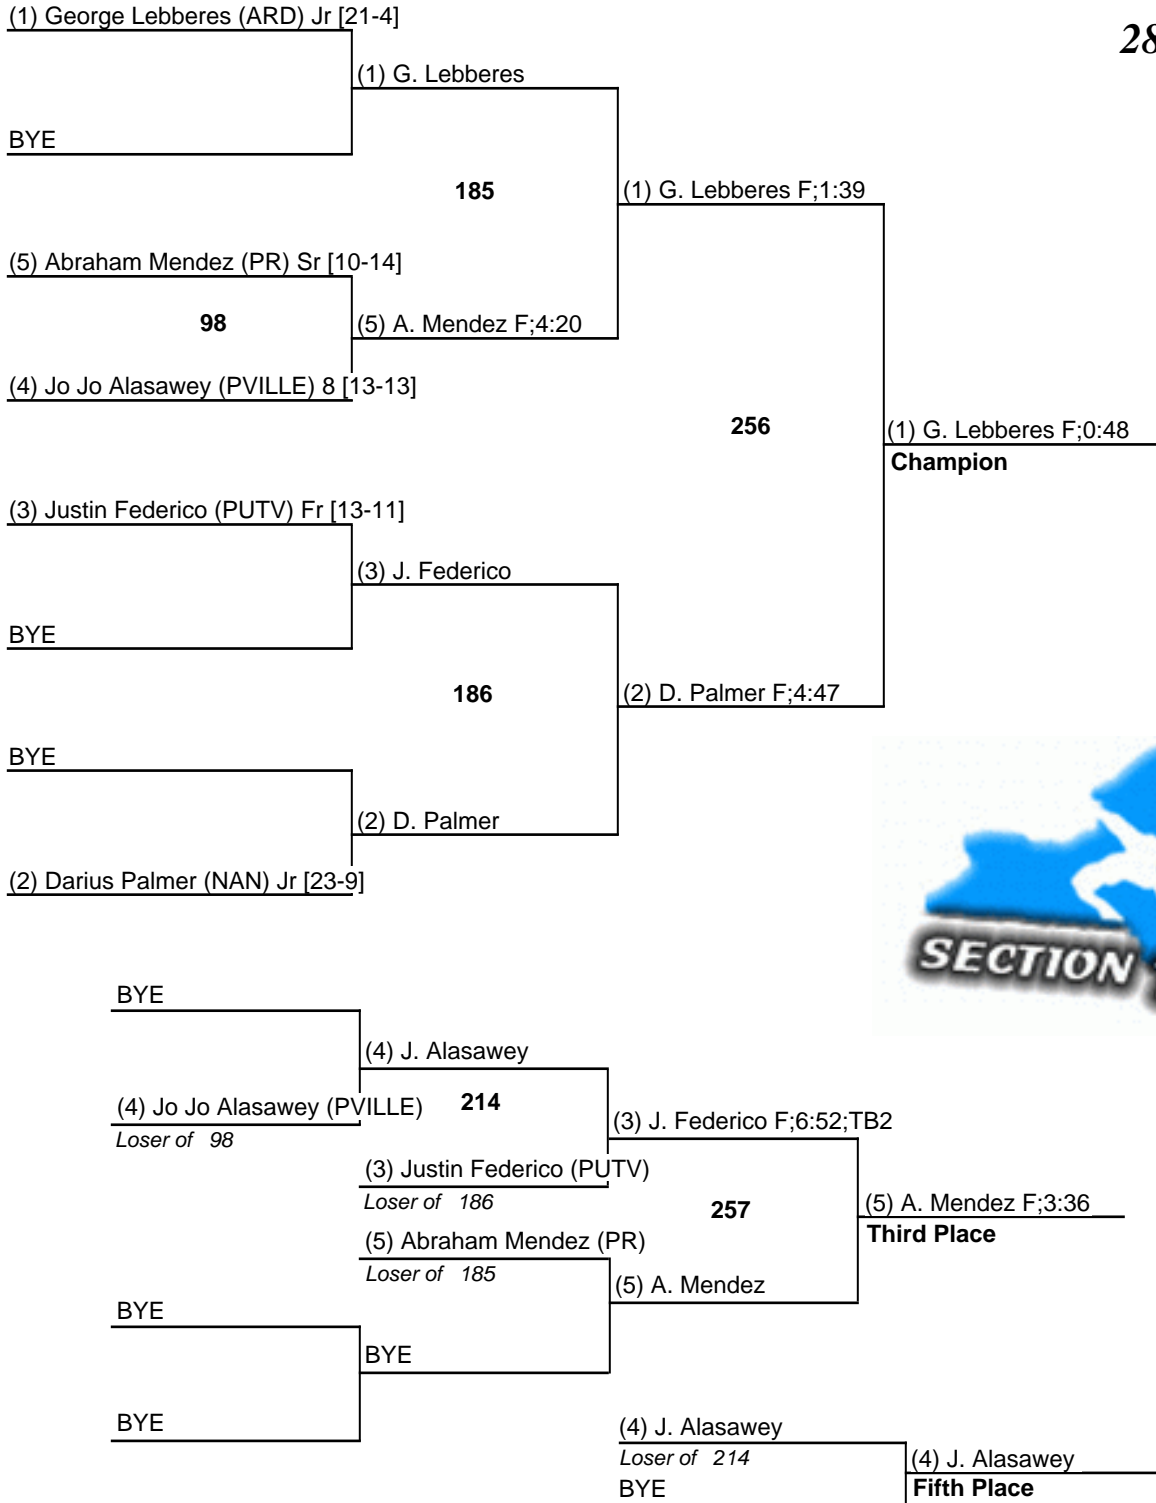 (1) George Lebberes (ARD) Jr [21-4]
28
(1) G. Lebberes
BYE
185
(1) G. Lebberes F;1:39
(5) Abraham Mendez (PR) Sr [10-14]
98
(5) A. Mendez F;4:20
(4) Jo Jo Alasawey (PVILLE) 8 [13-13]
256
(1) G. Lebberes F;0:48
Champion
(3) Justin Federico (PUTV) Fr [13-11]
(3) J. Federico
BYE
186
(2) D. Palmer F;4:47
BYE
(2) D. Palmer
(2) Darius Palmer (NAN) Jr [23-9]
SECTION
BYE
(4) J. Alasawey
(4) Jo Jo Alasawey (PVILLE)
214
Loser of 98
(3) J. Federico F;6:52;TB2
(3) Justin Federico (PUTV)
Loser of 186
257
(5) A. Mendez F;3:36
Third Place
(5) Abraham Mendez (PR)
Loser of 185
(5) A. Mendez
BYE
BYE
BYE
(4) J. Alasawey
Loser of 214
(4) J. Alasawey
BYE
Fifth Place